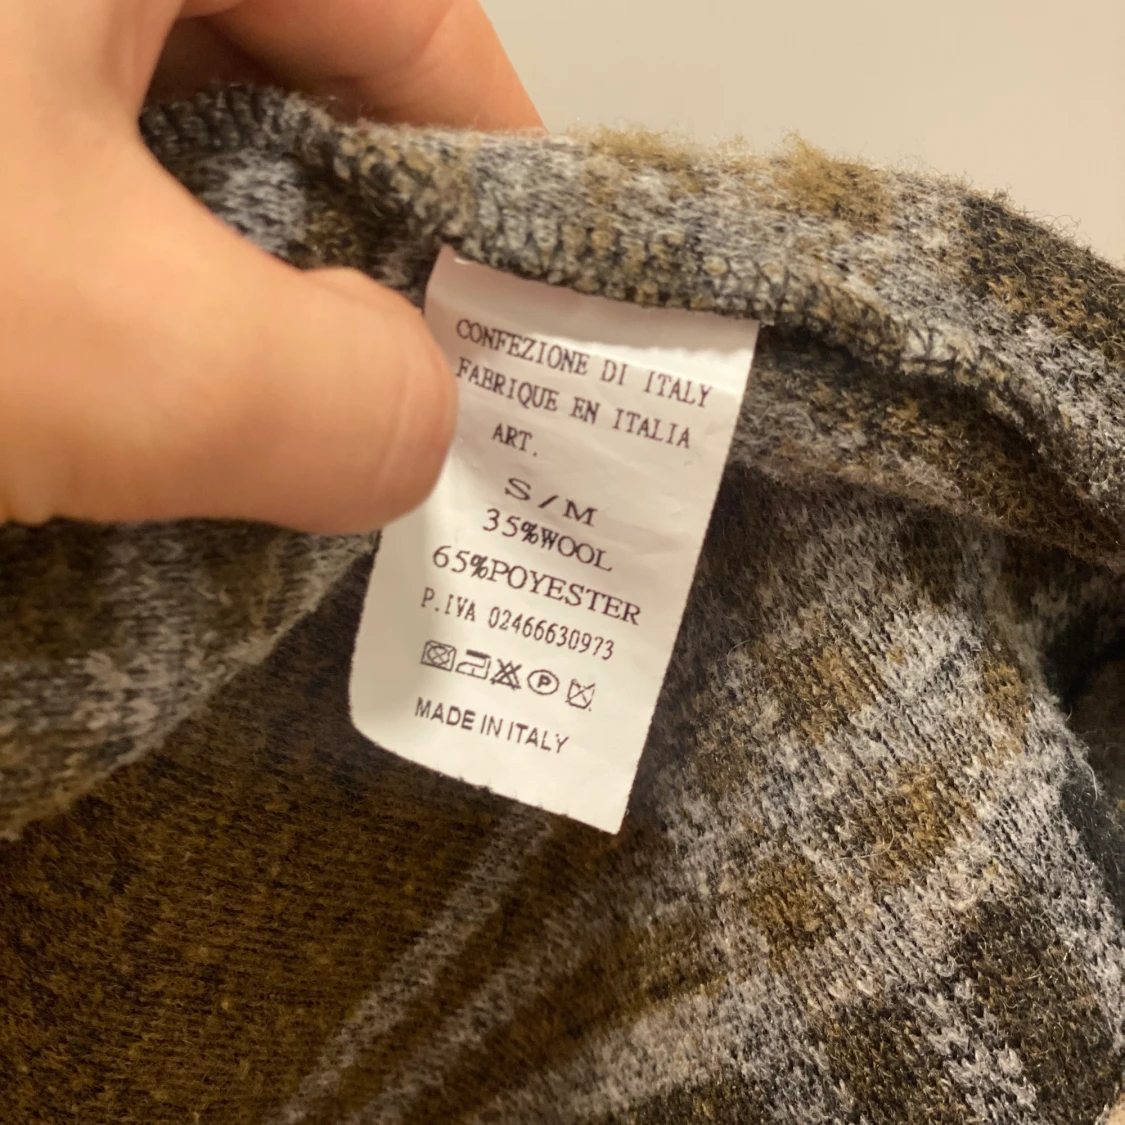 CONFEZIONE DI ITALY
FABRIQUE EN ITALIA
ART.
S/M
35%WOOL
65%POYESTER
P.IVA 02466630973
P
MADE IN ITALY